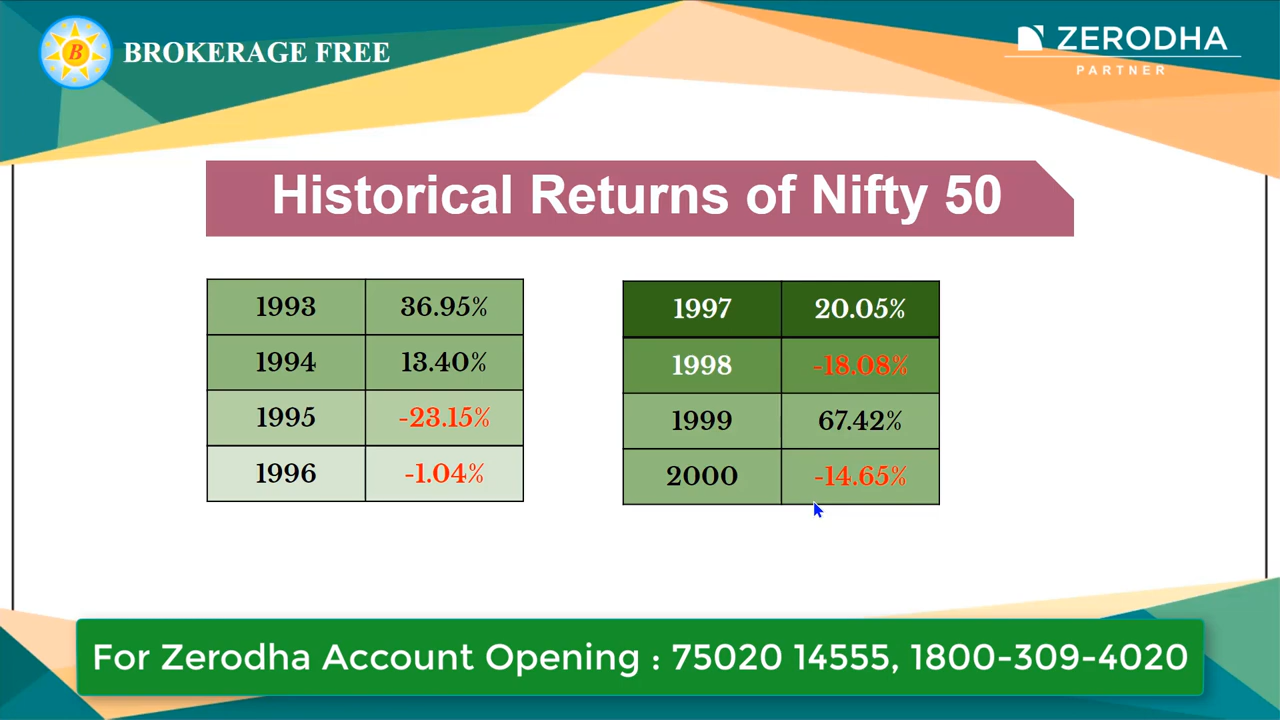 B BROKERAGE FREE
ZERODHA
PARTNER
Historical Returns of Nifty 50
1993 36.95%
1994 13.40%
1995 -23.15%
1996 -1.04%
1997 20.05%
1998 -18.08%
1999 67.42%
2000 -14.65%
For Zerodha Account Opening : 75020 14555, 1800-309-4020